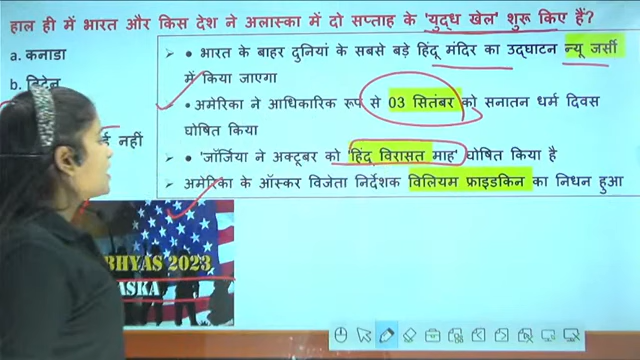 हाल ही में भारत और किस देश ने अलास्का में दो सप्ताह के 'युद्ध खेल' शुरू किए हैं?
a. कनाडा
b. ब्रिटेन
नहीं
• भारत के बाहर दुनियां के सबसे बड़े हिंदू मंदिर का उद्घाटन न्यू जर्सी
में किया जाएगा
• अमेरिका ने आधिकारिक रूप से 03 सितंबर को सनातन धर्म दिवस
घोषित किया
• 'जॉर्जिया ने अक्टूबर को 'हिंदू विरासत माह' घोषित किया है
अमेरिका के ऑस्कर विजेता निर्देशक विलियम फ्राइडकिन का निधन हुआ
BHYAS 2023
ASKA